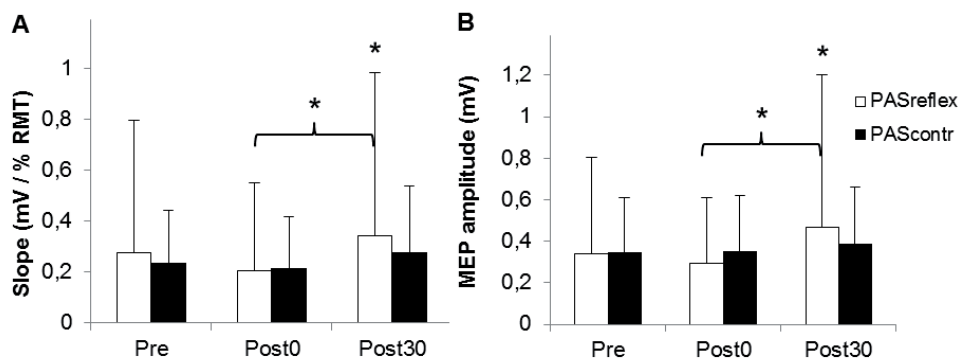 A
Slope (mV / % RMT)
1
0,8
0,6
0,4
0,2
0
*
*
Pre Post0 Post30
B
MEP amplitude (mV)
1,2
1
0,8
0,6
0,4
0,2
0
*
*
Pre Post0 Post30
PASreflex
PAScontr